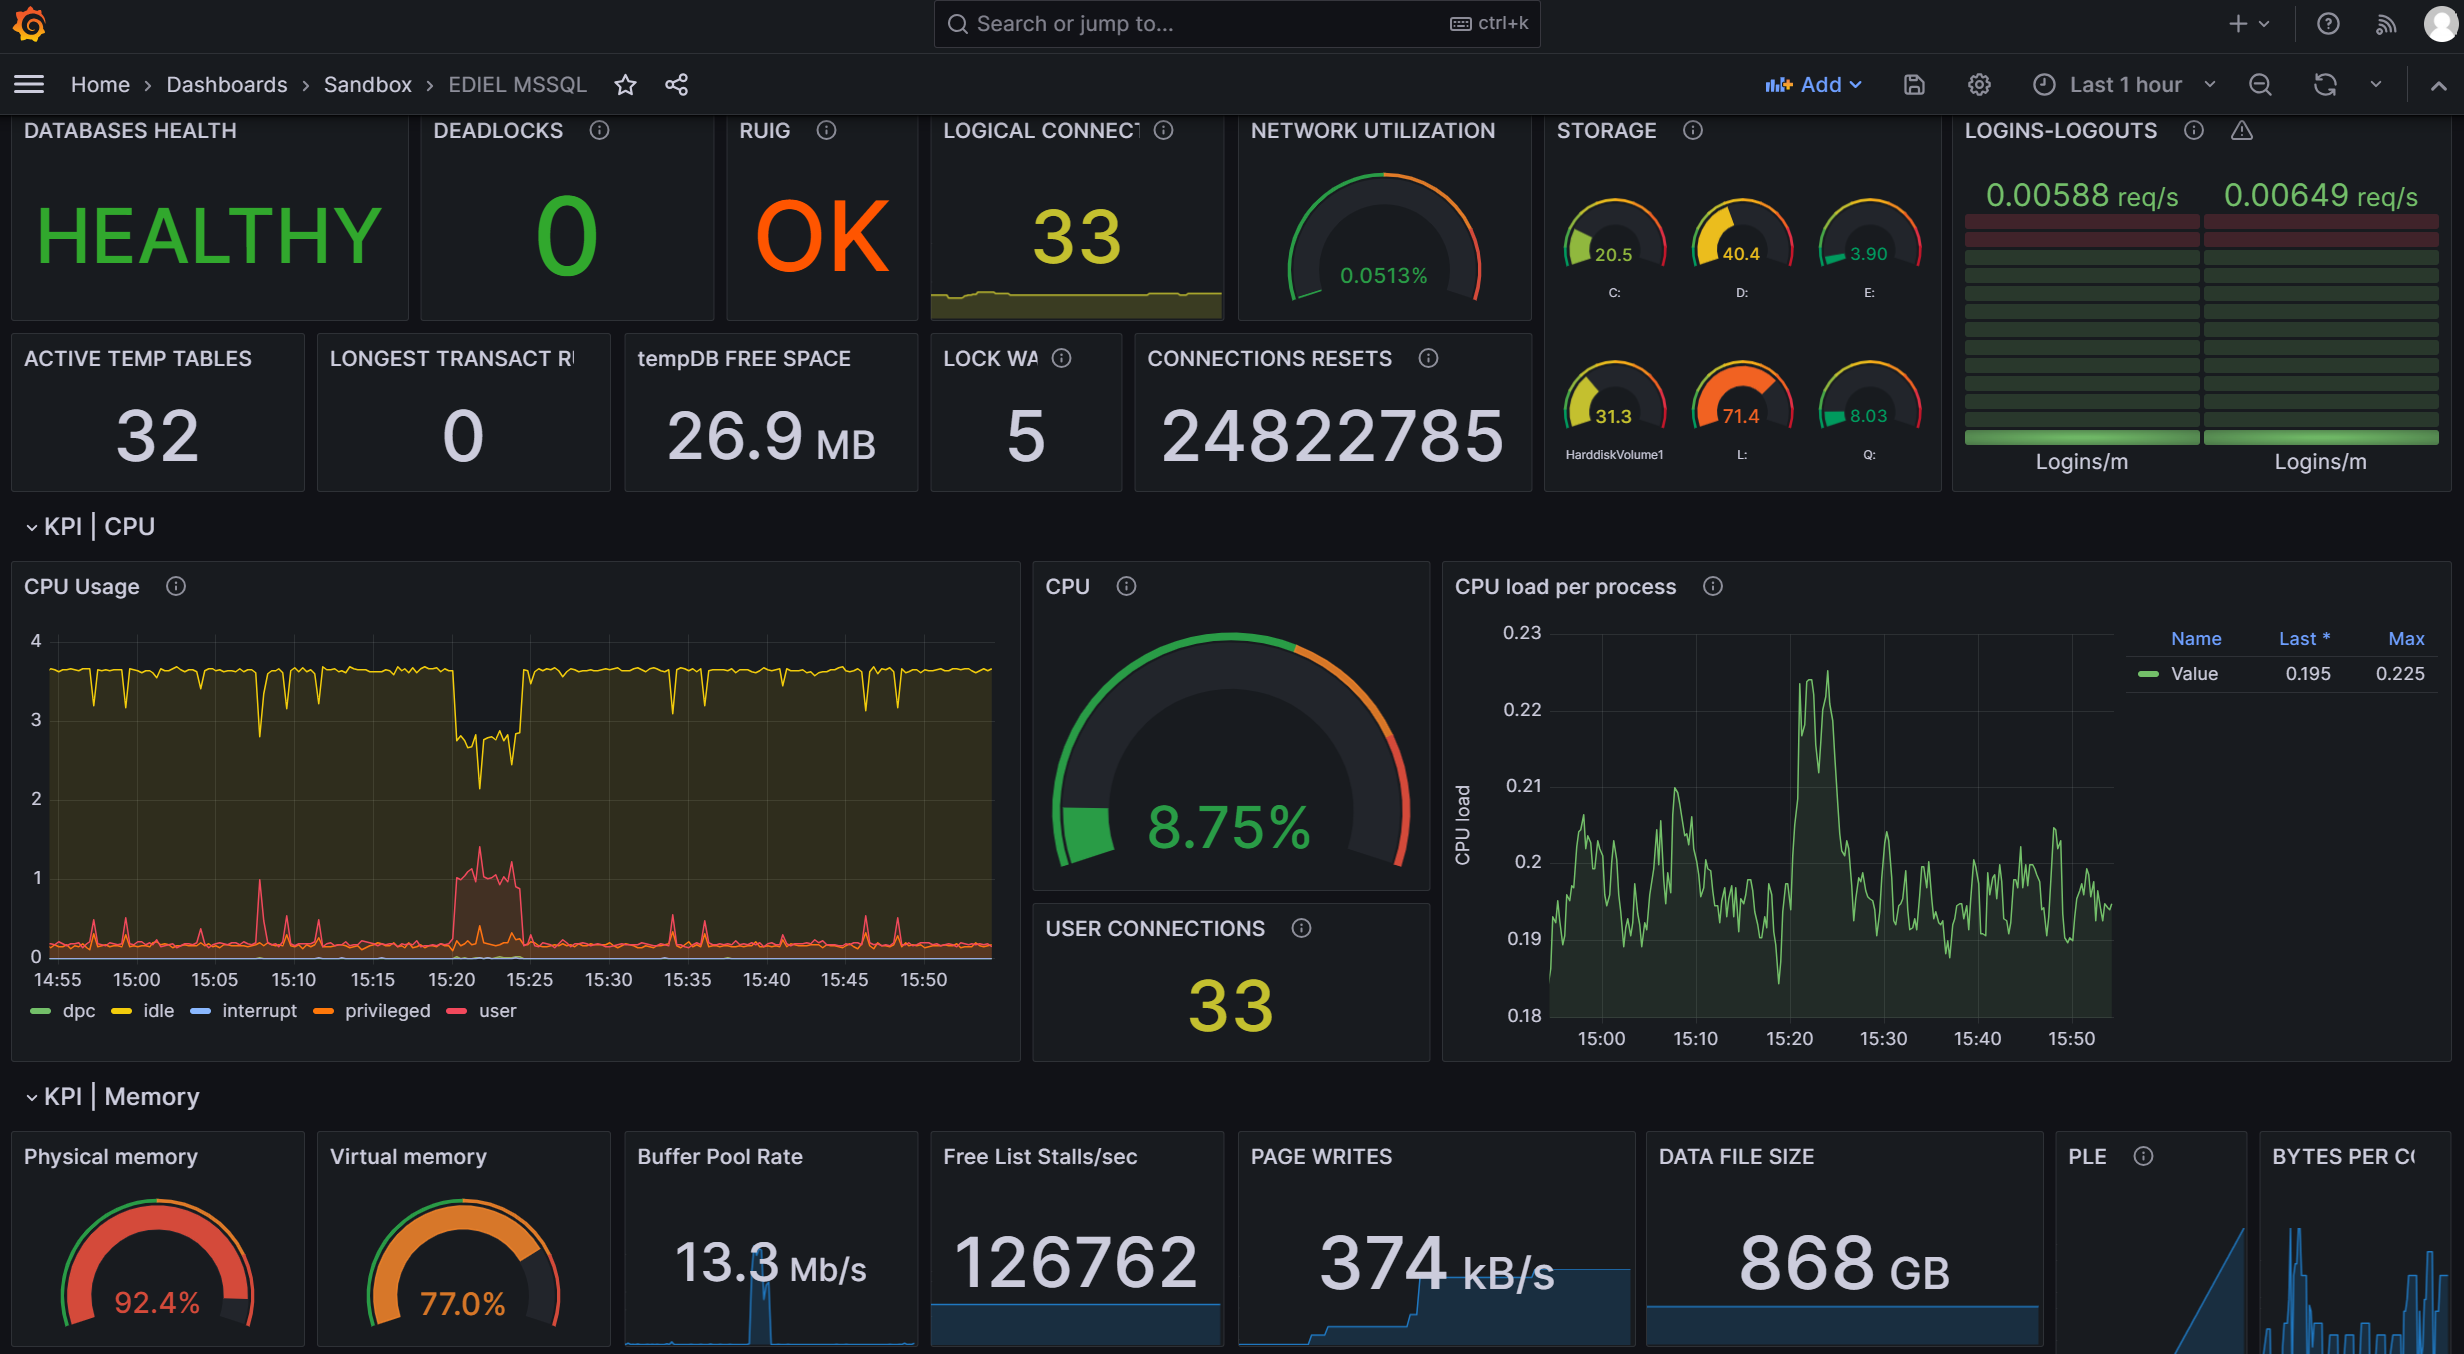 Search or jump to... ctrl+k
Home › Dashboards › Sandbox › EDIEL MSSQL
Add
Last 1 hour
DATABASES HEALTH
HEALTHY
DEADLOCKS
0
RUIG
OK
LOGICAL CONNECT
33
NETWORK UTILIZATION
0.0513%
STORAGE
20.5 40.4 3.90
C: D: E:
31.3 71.4 8.03
HarddiskVolume1 L: Q:
LOGINS-LOGOUTS
0.00588 req/s 0.00649 req/s
Logins/m Logins/m
ACTIVE TEMP TABLES
32
LONGEST TRANSACT RU
0
tempDB FREE SPACE
26.9 MB
LOCK WA
5
CONNECTIONS RESETS
24822785
KPI | CPU
CPU Usage
4
3
2
1
0
14:55 15:00 15:05 15:10 15:15 15:20 15:25 15:30 15:35 15:40 15:45 15:50
dpc idle interrupt privileged user
CPU
8.75%
USER CONNECTIONS
33
CPU load per process
CPU load
0.23
0.22
0.21
0.2
0.19
0.18
15:00 15:10 15:20 15:30 15:40 15:50
Name Last * Max
Value 0.195 0.225
KPI | Memory
Physical memory
92.4%
Virtual memory
77.0%
Buffer Pool Rate
13.3 Mb/s
Free List Stalls/sec
126762
PAGE WRITES
374 kB/s
DATA FILE SIZE
868 GB
PLE
BYTES PER CO